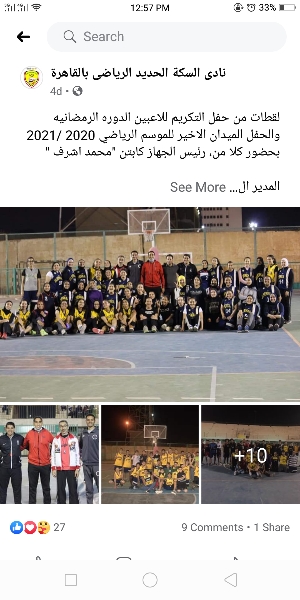 12:57 PM
33%
Search
نادى السكة الحديد الرياضى بالقاهرة
4d
لقطات من حفل التكريم للاعبين الدوره الرمضانيه
والحفل الميدان الاخير للموسم الرياضي 2020 /2021
بحضور كلا من، رئيس الجهاز كابتن "محمد اشرف "
المدير ال... See More
+10
27
9 Comments • 1 Share